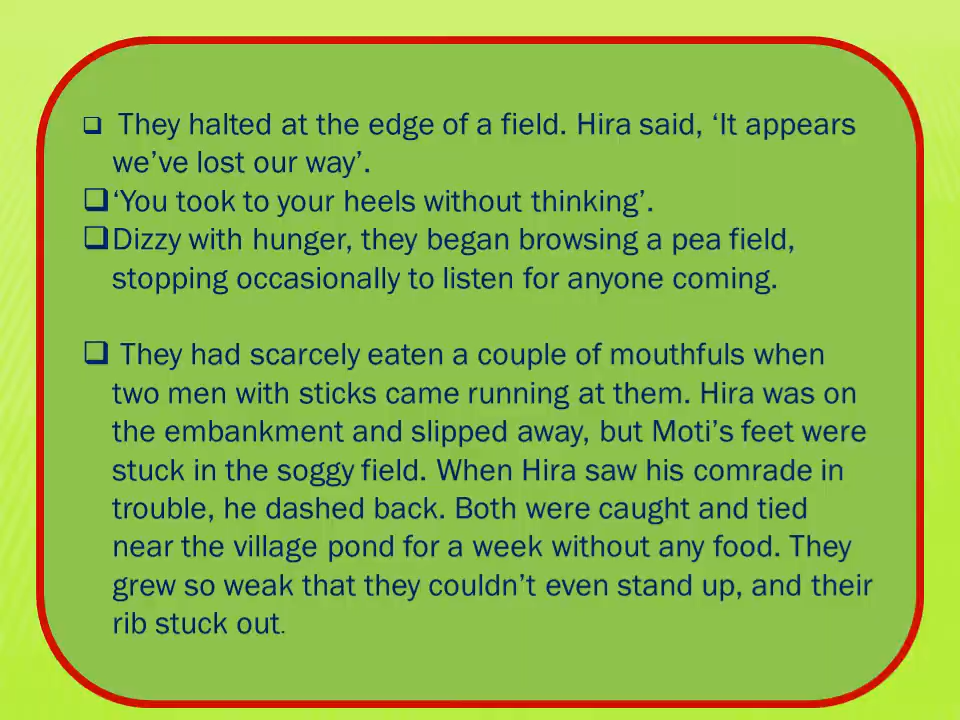 ❑ They halted at the edge of a field. Hira said, ‘It appears
we’ve lost our way’.
❑‘You took to your heels without thinking’.
❑Dizzy with hunger, they began browsing a pea field,
stopping occasionally to listen for anyone coming.
❑ They had scarcely eaten a couple of mouthfuls when
two men with sticks came running at them. Hira was on
the embankment and slipped away, but Moti’s feet were
stuck in the soggy field. When Hira saw his comrade in
trouble, he dashed back. Both were caught and tied
near the village pond for a week without any food. They
grew so weak that they couldn’t even stand up, and their
rib stuck out.